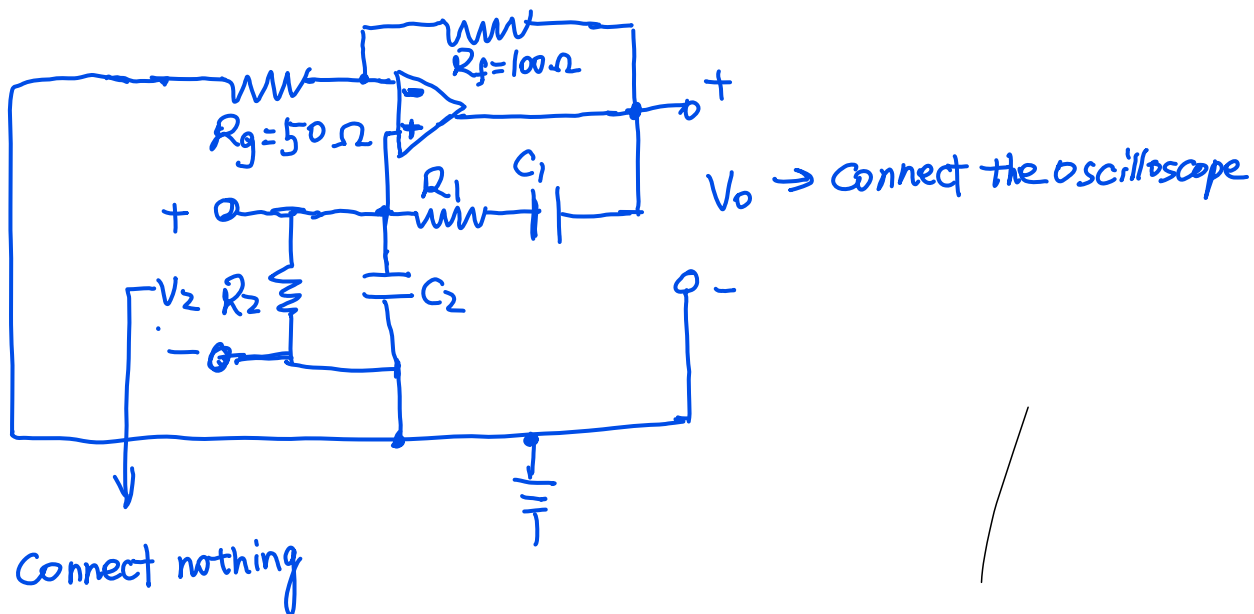 Rf=100Ω
Rg=50Ω
-
+
+
R1
C1
Vo → Connect the oscilloscope
+
V2
R2
C2
-
-
Connect nothing